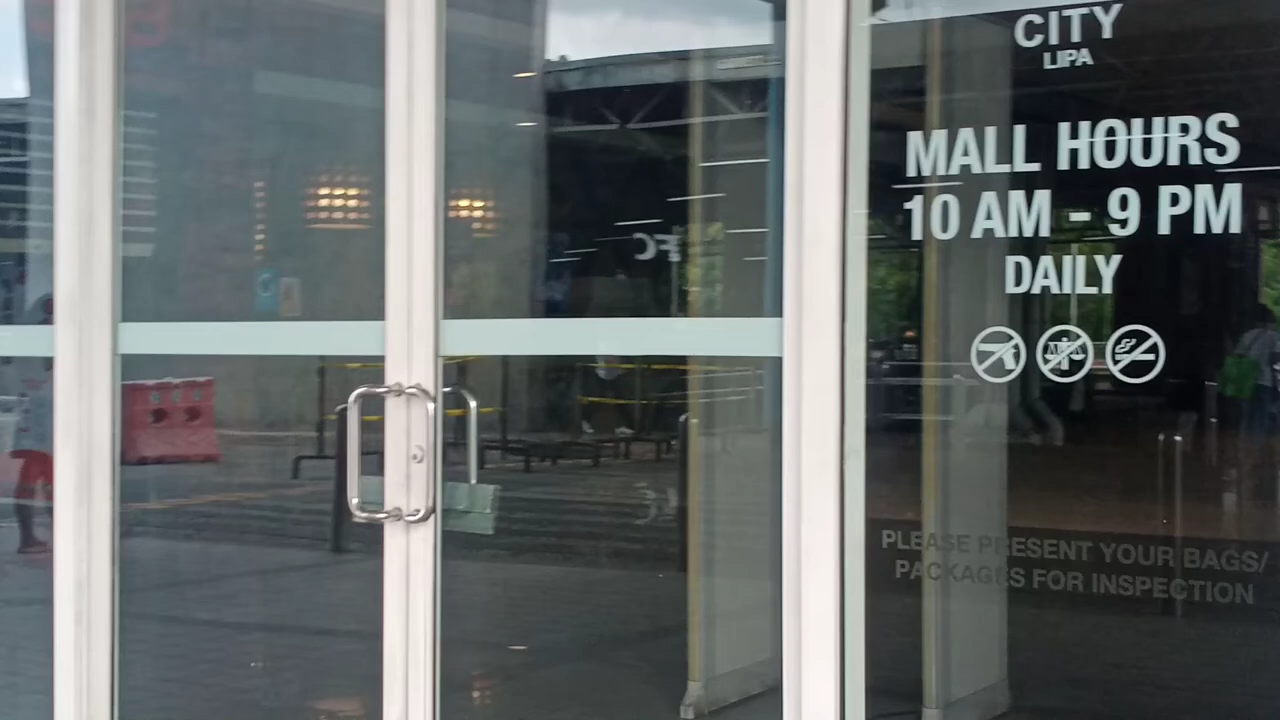 CITY
LIPA
MALL HOURS
10 AM - 9 PM
DAILY
PLEASE PRESENT YOUR BAGS/
PACKAGES FOR INSPECTION